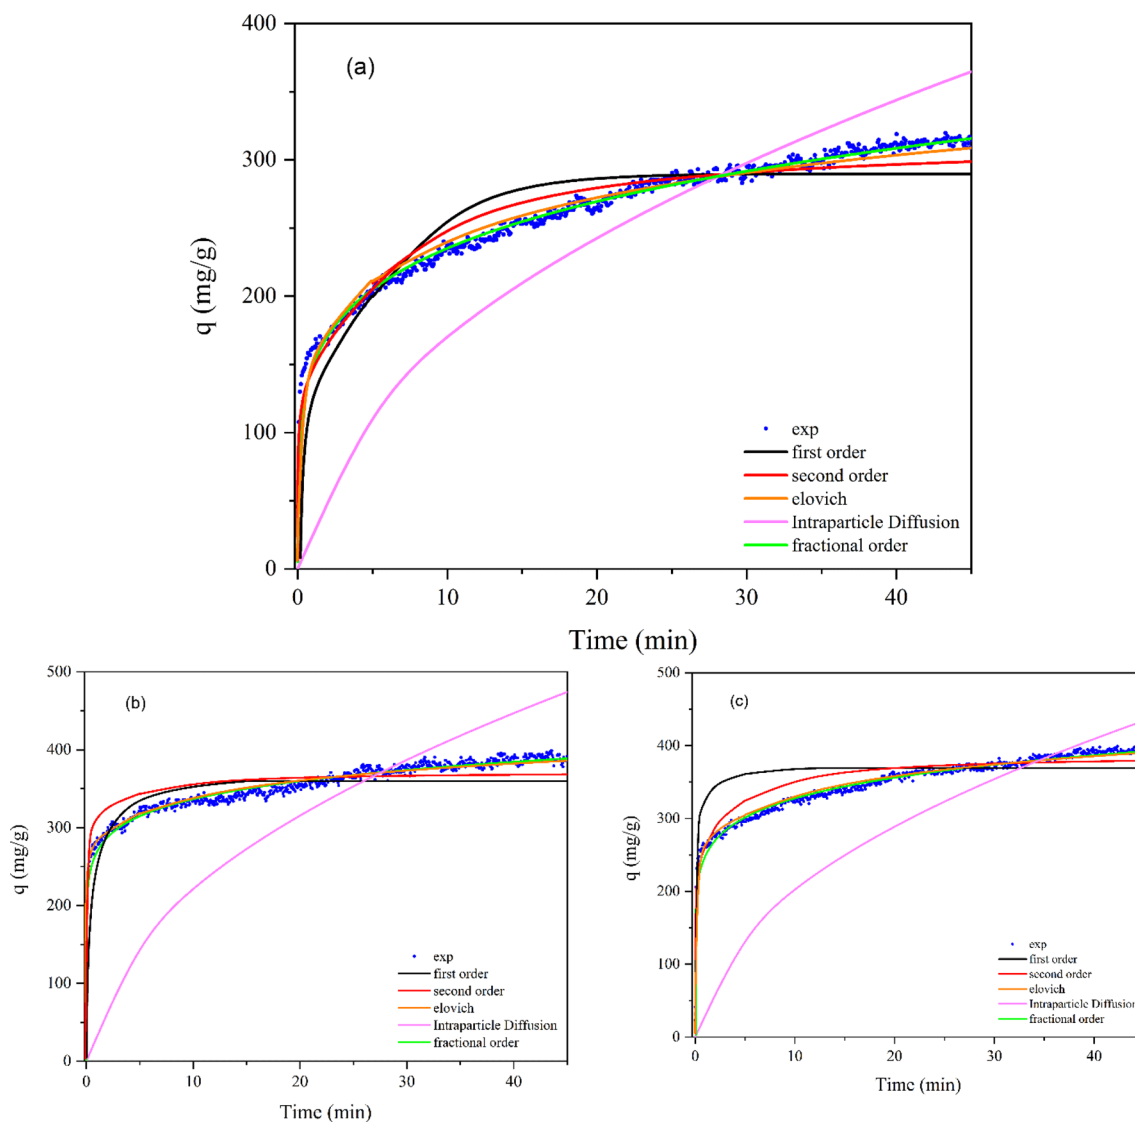 400
300
200
100
0
q (mg/g)
(a)
exp
first order
second order
elovich
Intraparticle Diffusion
fractional order
0 10 20 30 40
Time (min)
500
400
300
200
100
0
q (mg/g)
(b)
exp
first order
second order
elovich
Intraparticle Diffusion
fractional order
0 10 20 30 40
Time (min)
500
400
300
200
100
0
q (mg/g)
(c)
exp
first order
second order
elovich
Intraparticle Diffusion
fractional order
0 10 20 30 40
Time (min)